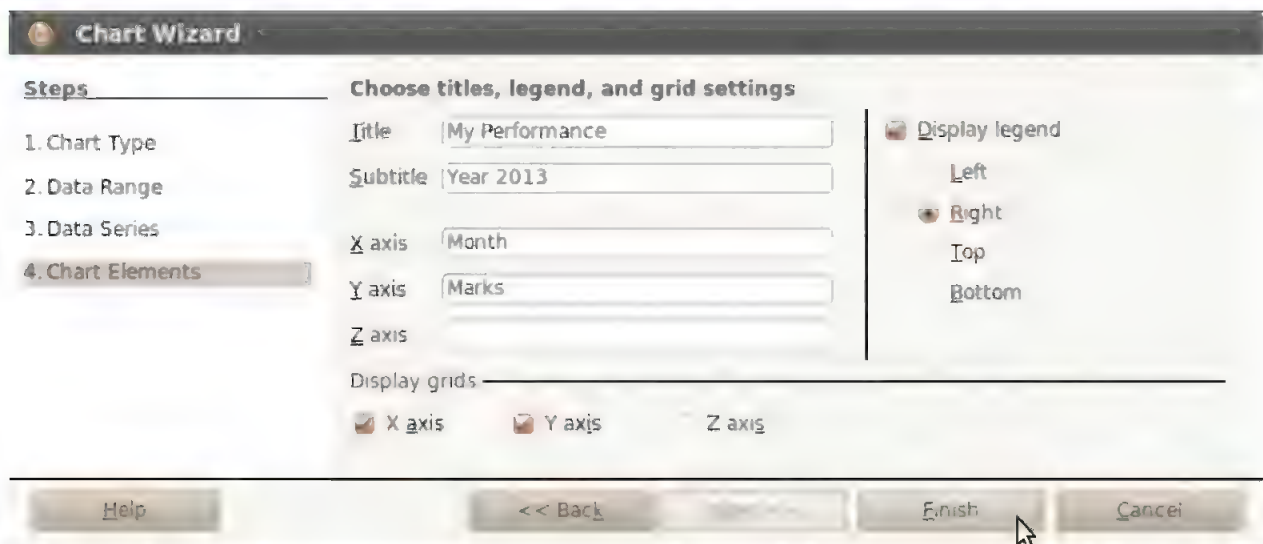 Chart Wizard
Steps
1. Chart Type
2. Data Range
3. Data Series
4. Chart Elements
Choose titles, legend, and grid settings
Title My Performance
Subtitle Year 2013
X axis Month
Y axis Marks
Z axis
Display legend
Left
Right
Top
Bottom
Display grids
X axis Y axis Z axis
Help << Back Finish Cancel